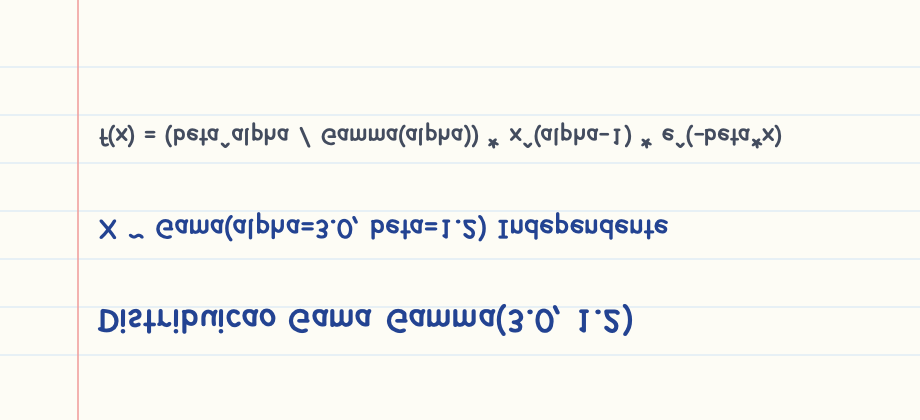 Distribuicao Gama Gamma(3.0, 1.2)
X ~ Gama(alpha=3.0, beta=1.2) Independente
f(x) = (beta^alpha / Gamma(alpha)) * x^(alpha-1) * e^(-beta*x)